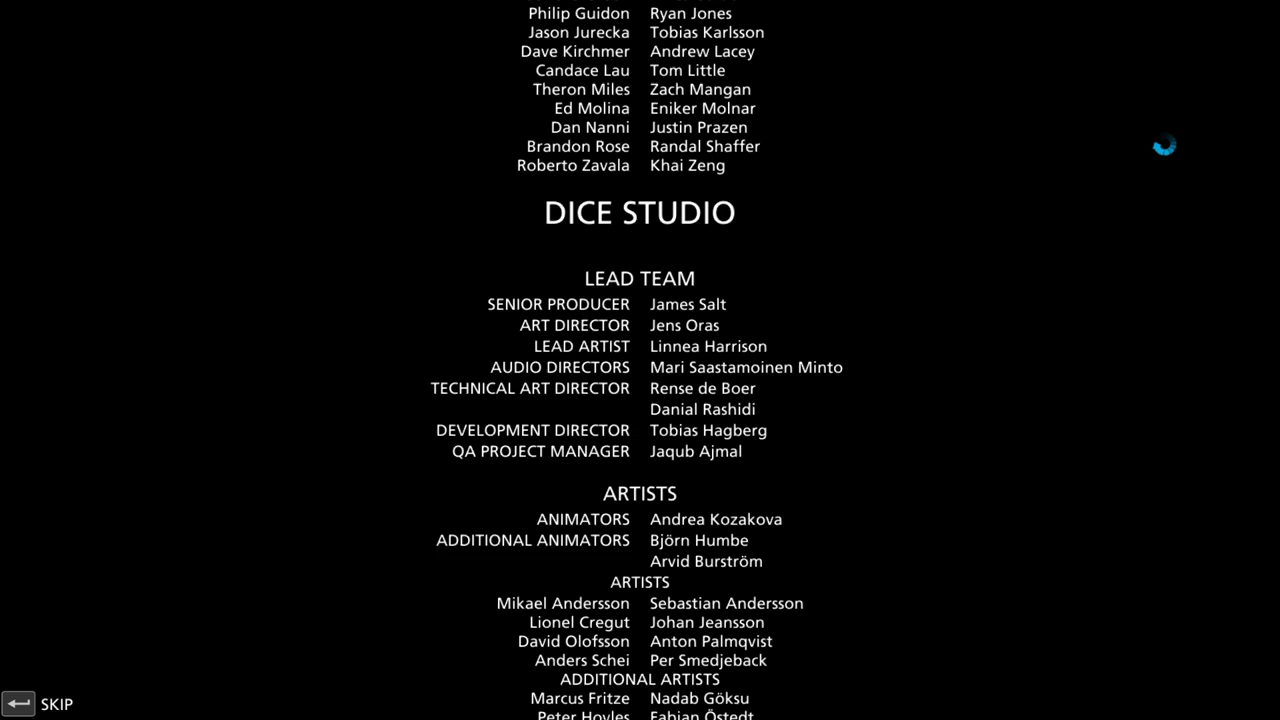 Philip Guidon Ryan Jones
Jason Jurecka Tobias Karlsson
Dave Kirchmer Andrew Lacey
Candace Lau Tom Little
Theron Miles Zach Mangan
Ed Molina Eniker Molnar
Dan Nanni Justin Prazen
Brandon Rose Randal Shaffer
Roberto Zavala Khai Zeng
DICE STUDIO
LEAD TEAM
SENIOR PRODUCER James Salt
ART DIRECTOR Jens Oras
LEAD ARTIST Linnea Harrison
AUDIO DIRECTORS Mari Saastamoinen Minto
TECHNICAL ART DIRECTOR Rense de Boer
Danial Rashidi
DEVELOPMENT DIRECTOR Tobias Hagberg
QA PROJECT MANAGER Jaqub Ajmal
ARTISTS
ANIMATORS Andrea Kozakova
ADDITIONAL ANIMATORS Björn Humbe
Arvid Burström
ARTISTS
Mikael Andersson Sebastian Andersson
Lionel Cregut Johan Jeansson
David Olofsson Anton Palmqvist
Anders Schei Per Smedjeback
ADDITIONAL ARTISTS
Marcus Fritze Nadab Göksu
Peter Hoyles Fabian Östedt
SKIP